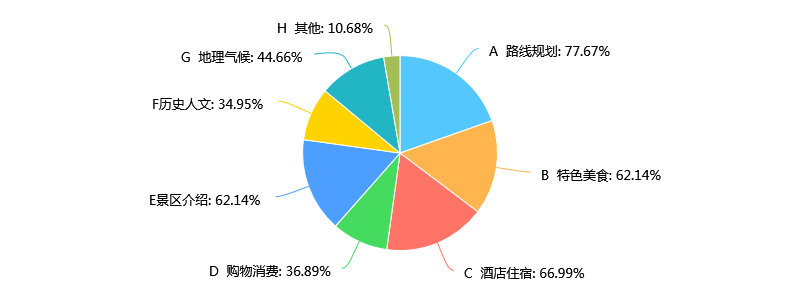 H 其他: 10.68%
A 路线规划: 77.67%
G 地理气候: 44.66%
F历史人文: 34.95%
B 特色美食: 62.14%
E景区介绍: 62.14%
D 购物消费: 36.89%
C 酒店住宿: 66.99%